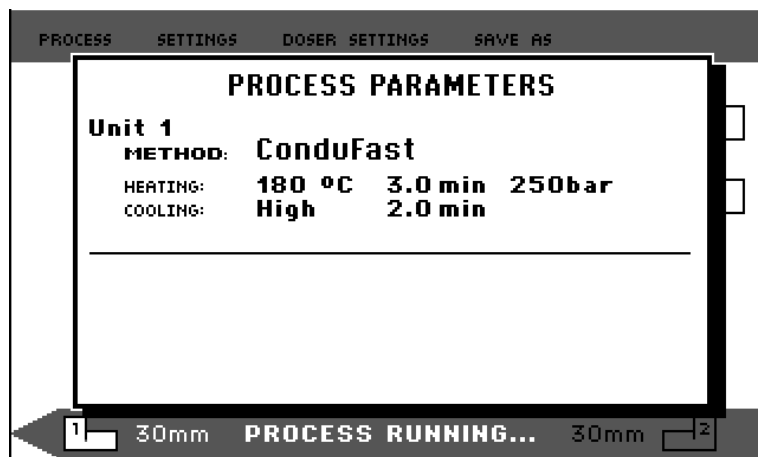 PROCESS SETTINGS DOSER SETTINGS SAVE AS
PROCESS PARAMETERS
Unit 1
METHOD: ConduFast
HEATING: 180 ºC 3.0 min 250bar
COOLING: High 2.0 min
1 30mm PROCESS RUNNING... 30mm 2